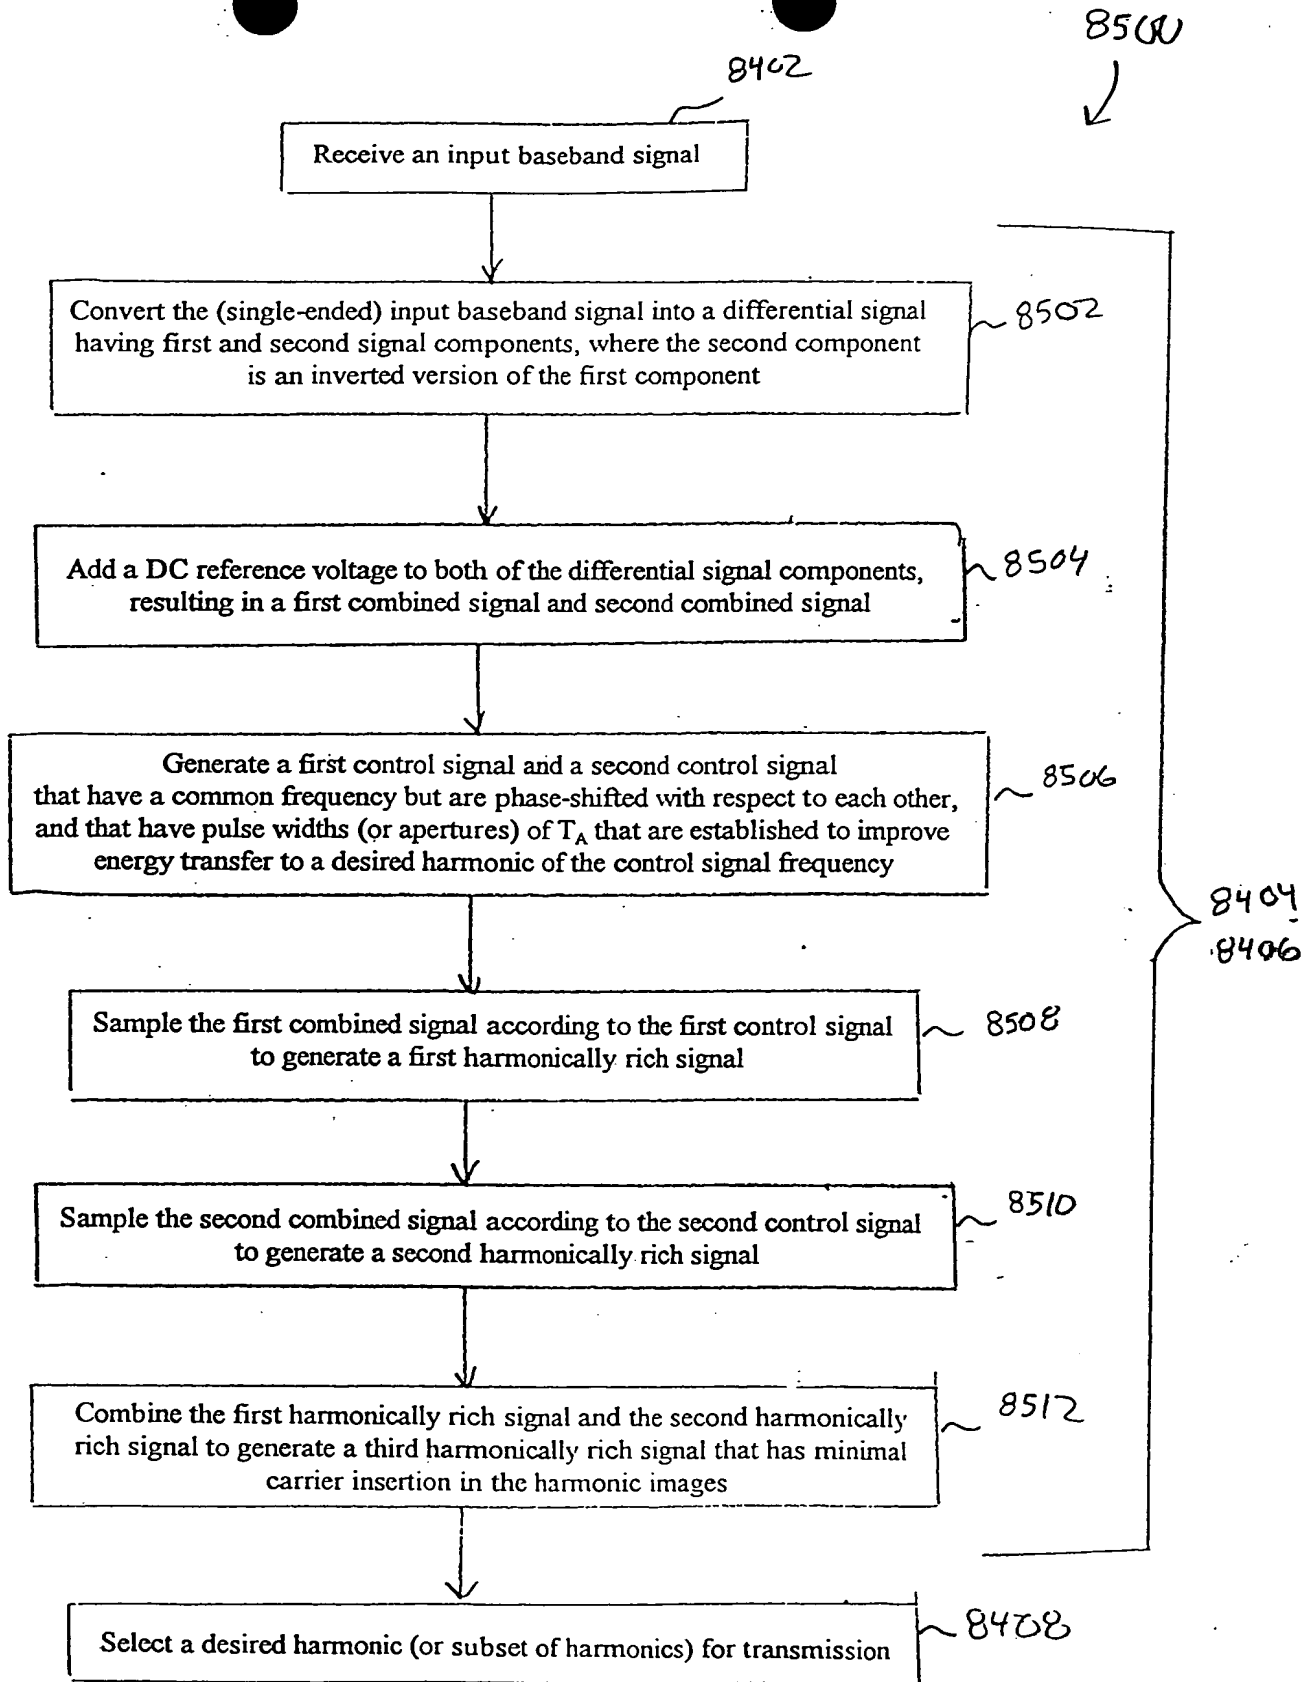 8500
8402
Receive an input baseband signal
Convert the (single-ended) input baseband signal into a differential signal
having first and second signal components, where the second component
is an inverted version of the first component
8502
Add a DC reference voltage to both of the differential signal components,
resulting in a first combined signal and second combined signal
8504
Generate a first control signal and a second control signal
that have a common frequency but are phase-shifted with respect to each other,
and that have pulse widths (or apertures) of T_A that are established to improve
energy transfer to a desired harmonic of the control signal frequency
8506
8404
8406
Sample the first combined signal according to the first control signal
to generate a first harmonically rich signal
8508
Sample the second combined signal according to the second control signal
to generate a second harmonically rich signal
8510
Combine the first harmonically rich signal and the second harmonically
rich signal to generate a third harmonically rich signal that has minimal
carrier insertion in the harmonic images
8512
Select a desired harmonic (or subset of harmonics) for transmission
8408